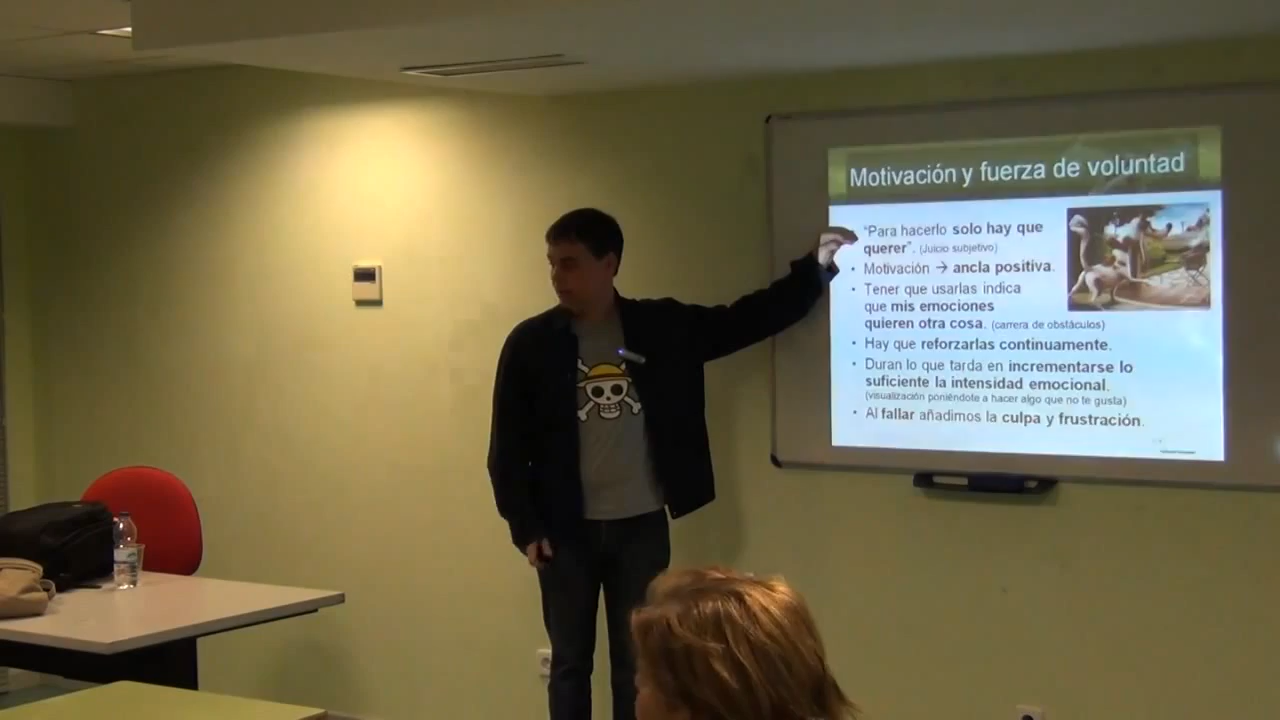 Motivación y fuerza de voluntad
• "Para hacerlo solo hay que
querer". (Juicio subjetivo)
• Motivación → ancla positiva.
• Tener que usarlas indica
que mis emociones
quieren otra cosa. (carrera de obstáculos)
• Hay que reforzarlas continuamente.
• Duran lo que tarda en incrementarse lo
suficiente la intensidad emocional.
(visualización poniéndote a hacer algo que no te gusta)
• Al fallar añadimos la culpa y frustración.